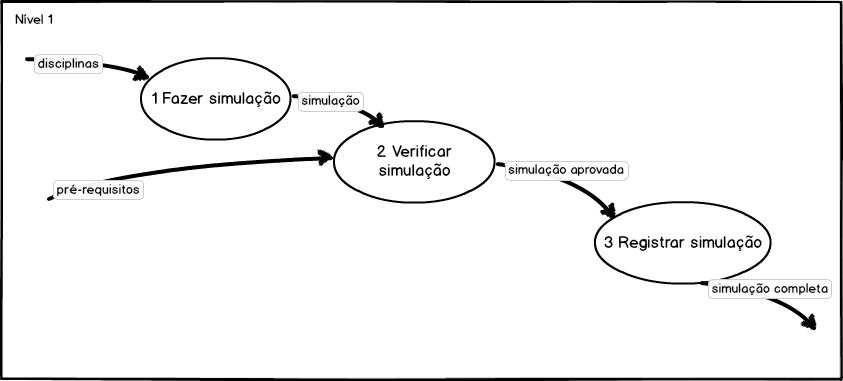 Nível 1
disciplinas
1 Fazer simulação
simulação
2 Verificar
simulação
pré-requisitos
simulação aprovada
3 Registrar simulação
simulação completa